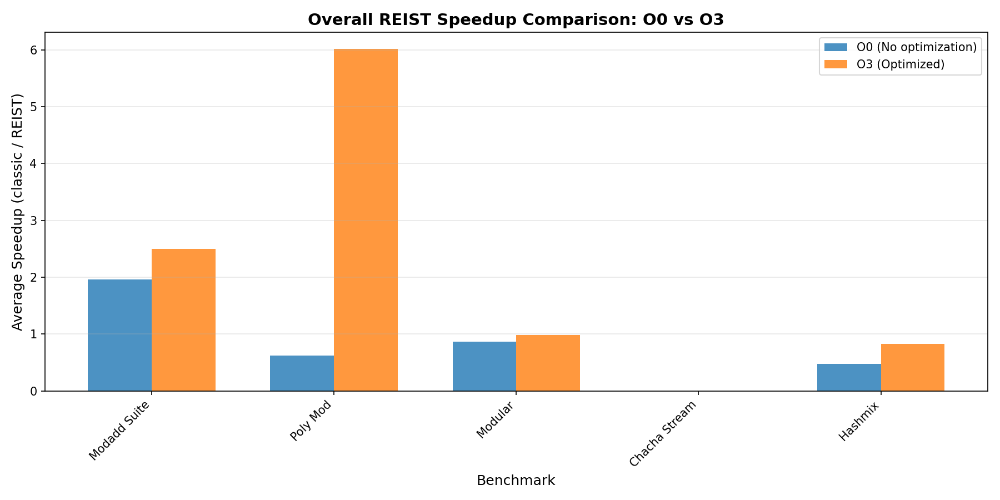 Overall REIST Speedup Comparison: O0 vs O3
O0 (No optimization)
O3 (Optimized)
Average Speedup (classic / REIST)
6
5
4
3
2
1
0
Modadd Suite
Poly Mod
Modular
Chacha Stream
Hashmix
Benchmark